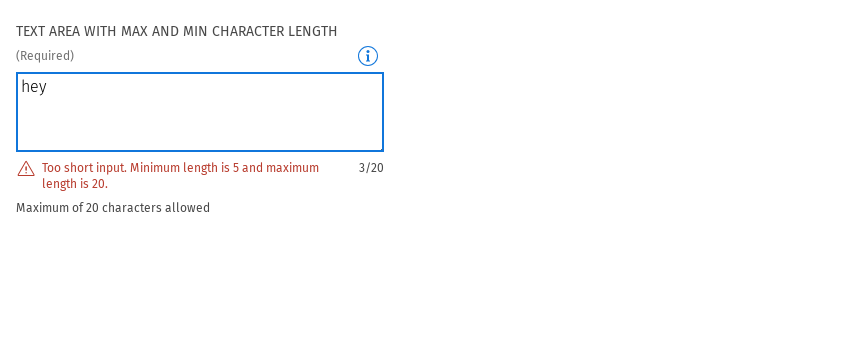 TEXT AREA WITH MAX AND MIN CHARACTER LENGTH
(Required)
hey
Too short input. Minimum length is 5 and maximum 3/20
length is 20.
Maximum of 20 characters allowed